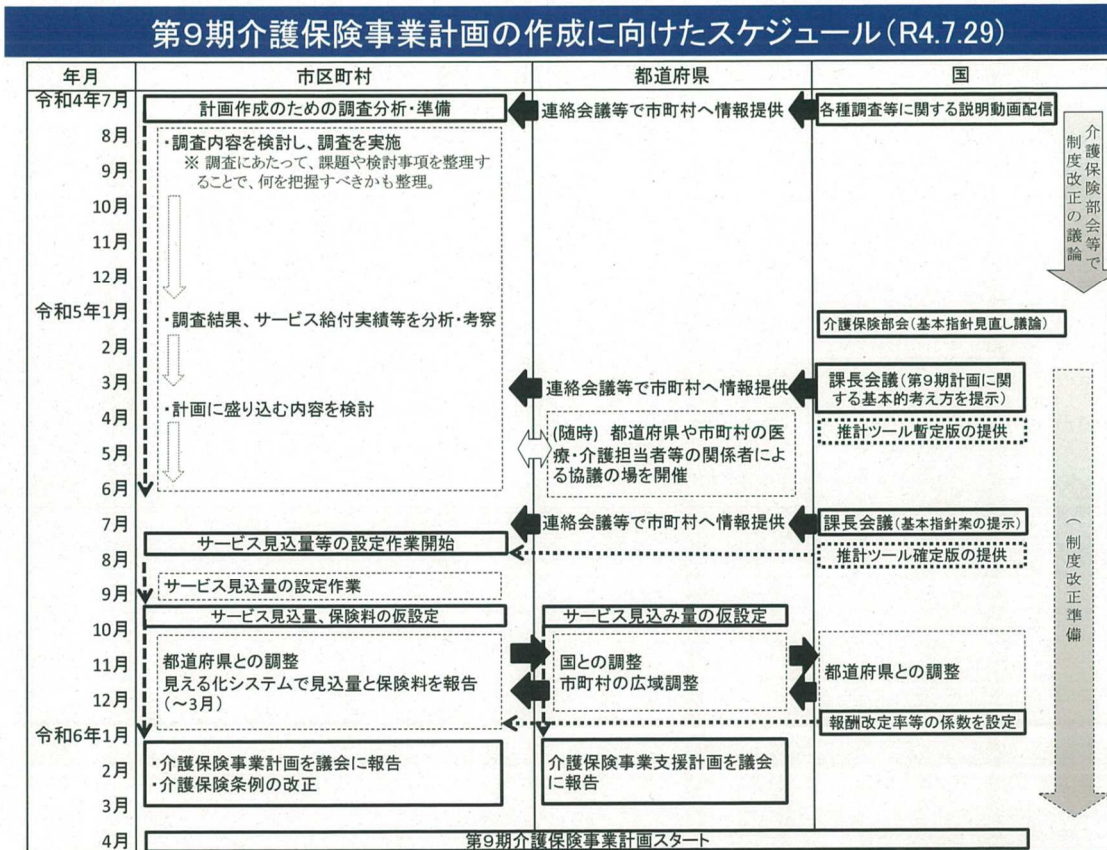 第9期介護保険事業計画の作成に向けたスケジュール(R4.7.29)
年月
市区町村
都道府県
国
令和4年7月
計画作成のための調査分析・準備
連絡会議等で市町村へ情報提供
各種調査等に関する説明動画配信
8月
・調査内容を検討し、調査を実施
※ 調査にあたって、課題や検討事項を整理す
ることで、何を把握すべきかも整理。
9月
10月
11月
12月
介護保険部会等で
制度改正の議論
令和5年1月
・調査結果、サービス給付実績等を分析・考察
介護保険部会(基本指針見直し議論)
2月
3月
連絡会議等で市町村へ情報提供
課長会議(第9期計画に関
する基本的考え方を提示)
4月
・計画に盛り込む内容を検討
(随時) 都道府県や市町村の医
療・介護担当者等の関係者によ
る協議の場を開催
推計ツール暫定版の提供
5月
6月
7月
連絡会議等で市町村へ情報提供
課長会議(基本指針案の提示)
サービス見込量等の設定作業開始
8月
推計ツール確定版の提供
サービス見込量の設定作業
9月
サービス見込量、保険料の仮設定
サービス見込み量の仮設定
(制度改正準備
10月
11月
都道府県との調整
見える化システムで見込量と保険料を報告
(~3月)
国との調整
市町村の広域調整
都道府県との調整
12月
報酬改定率等の係数を設定
令和6年1月
2月
・介護保険事業計画を議会に報告
・介護保険条例の改正
介護保険事業支援計画を議会
に報告
3月
4月
第9期介護保険事業計画スタート